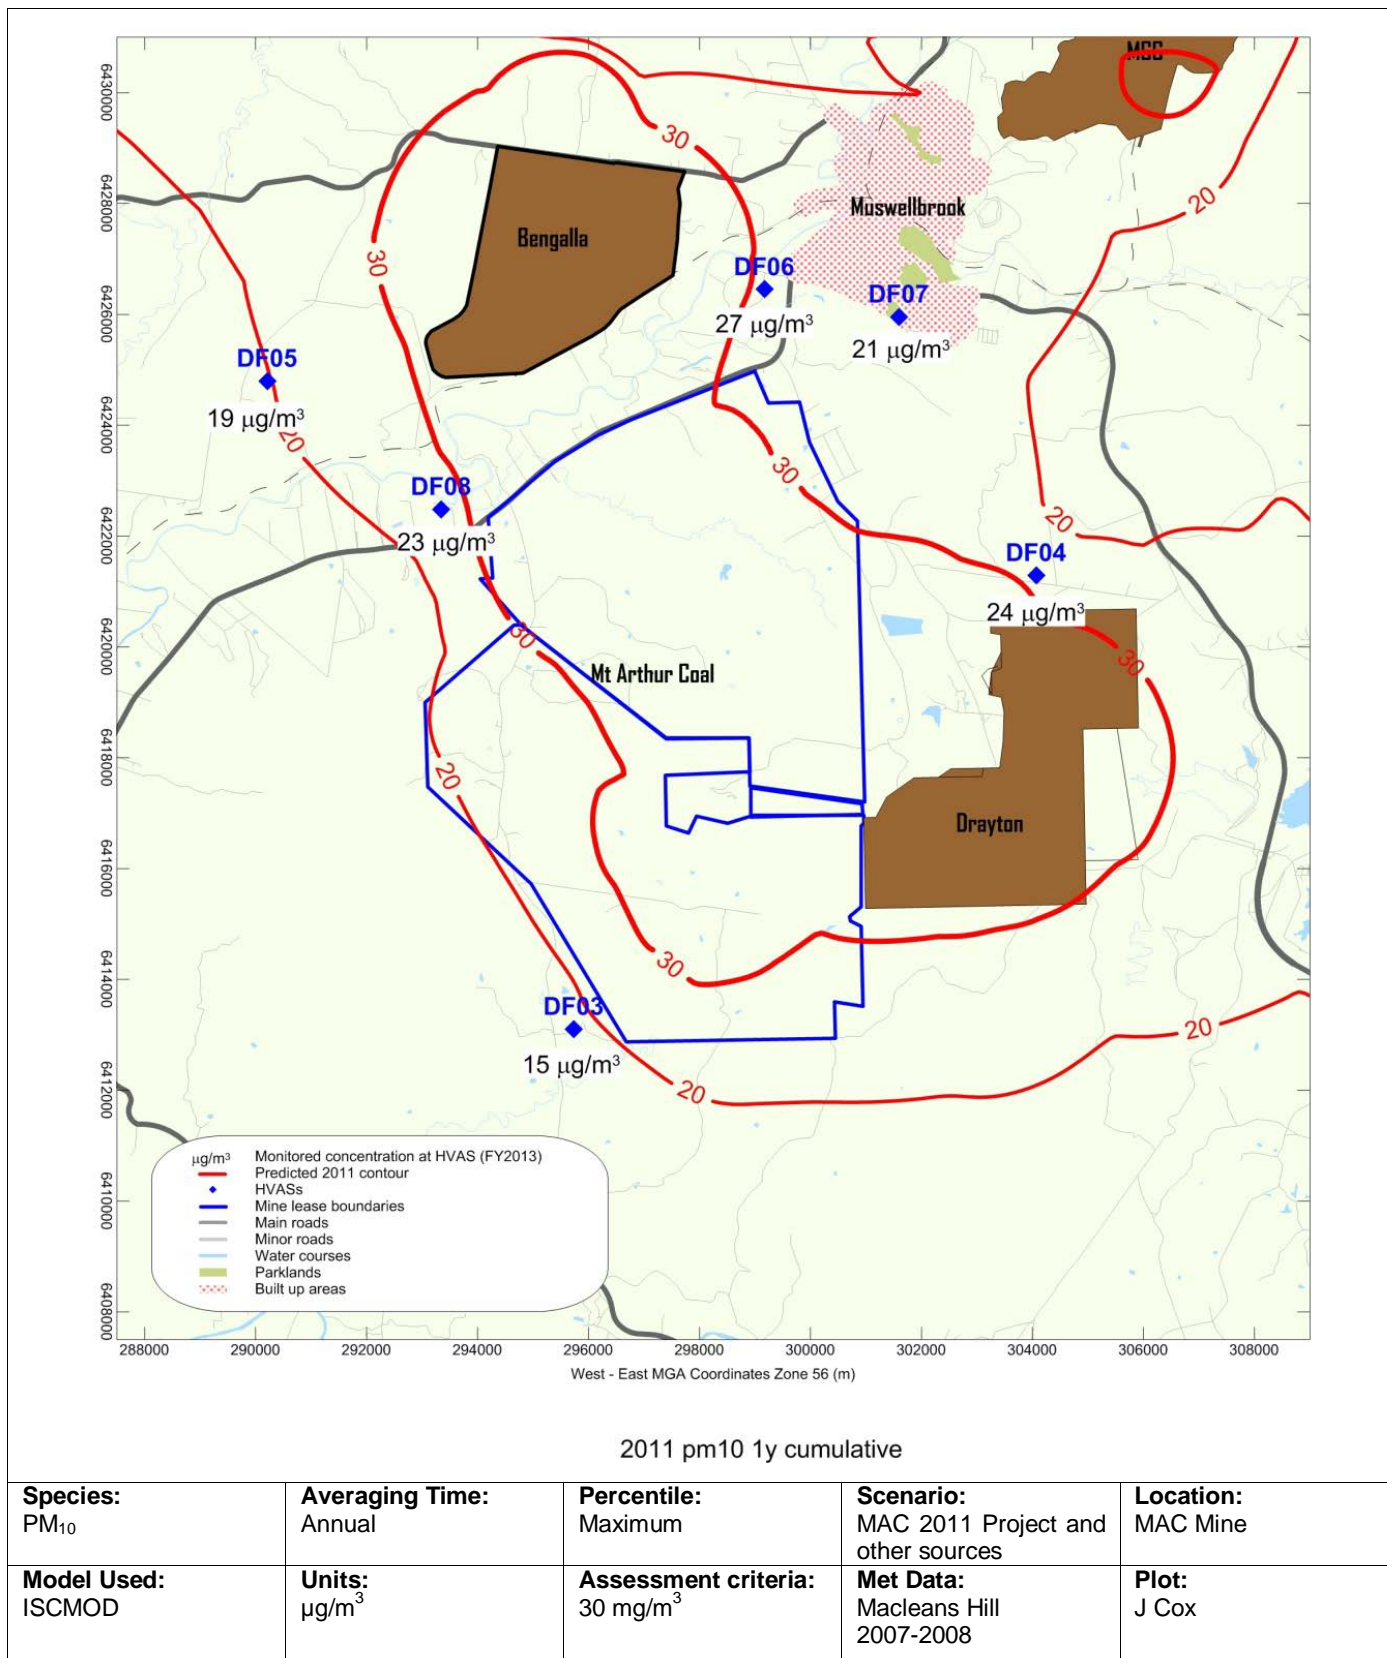 MGC
6430000
30
20
Muswellbrook
6428000
Bengalla
30
DF06
27 µg/m³
DF07
21 µg/m³
6426000
DF05
19 µg/m³
20
6424000
30
DF08
23 µg/m³
20
6422000
DF04
24 µg/m³
30
30
6420000
Mt Arthur Coal
20
6418000
Drayton
6416000
30
6414000
DF03
15 µg/m³
20
20
6412000
6410000
6408000
µg/m³ Monitored concentration at HVAS (FY2013)
Predicted 2011 contour
HVASs
Mine lease boundaries
Main roads
Minor roads
Water courses
Parklands
Built up areas
288000 290000 292000 294000 296000 298000 300000 302000 304000 306000 308000
West - East MGA Coordinates Zone 56 (m)
2011 pm10 1y cumulative
Species: Averaging Time: Percentile: Scenario: Location:
PM₁₀ Annual Maximum MAC 2011 Project and MAC Mine
other sources
Model Used: Units: Assessment criteria: Met Data: Plot:
ISCMOD µg/m³ 30 mg/m³ Macleans Hill J Cox
2007-2008